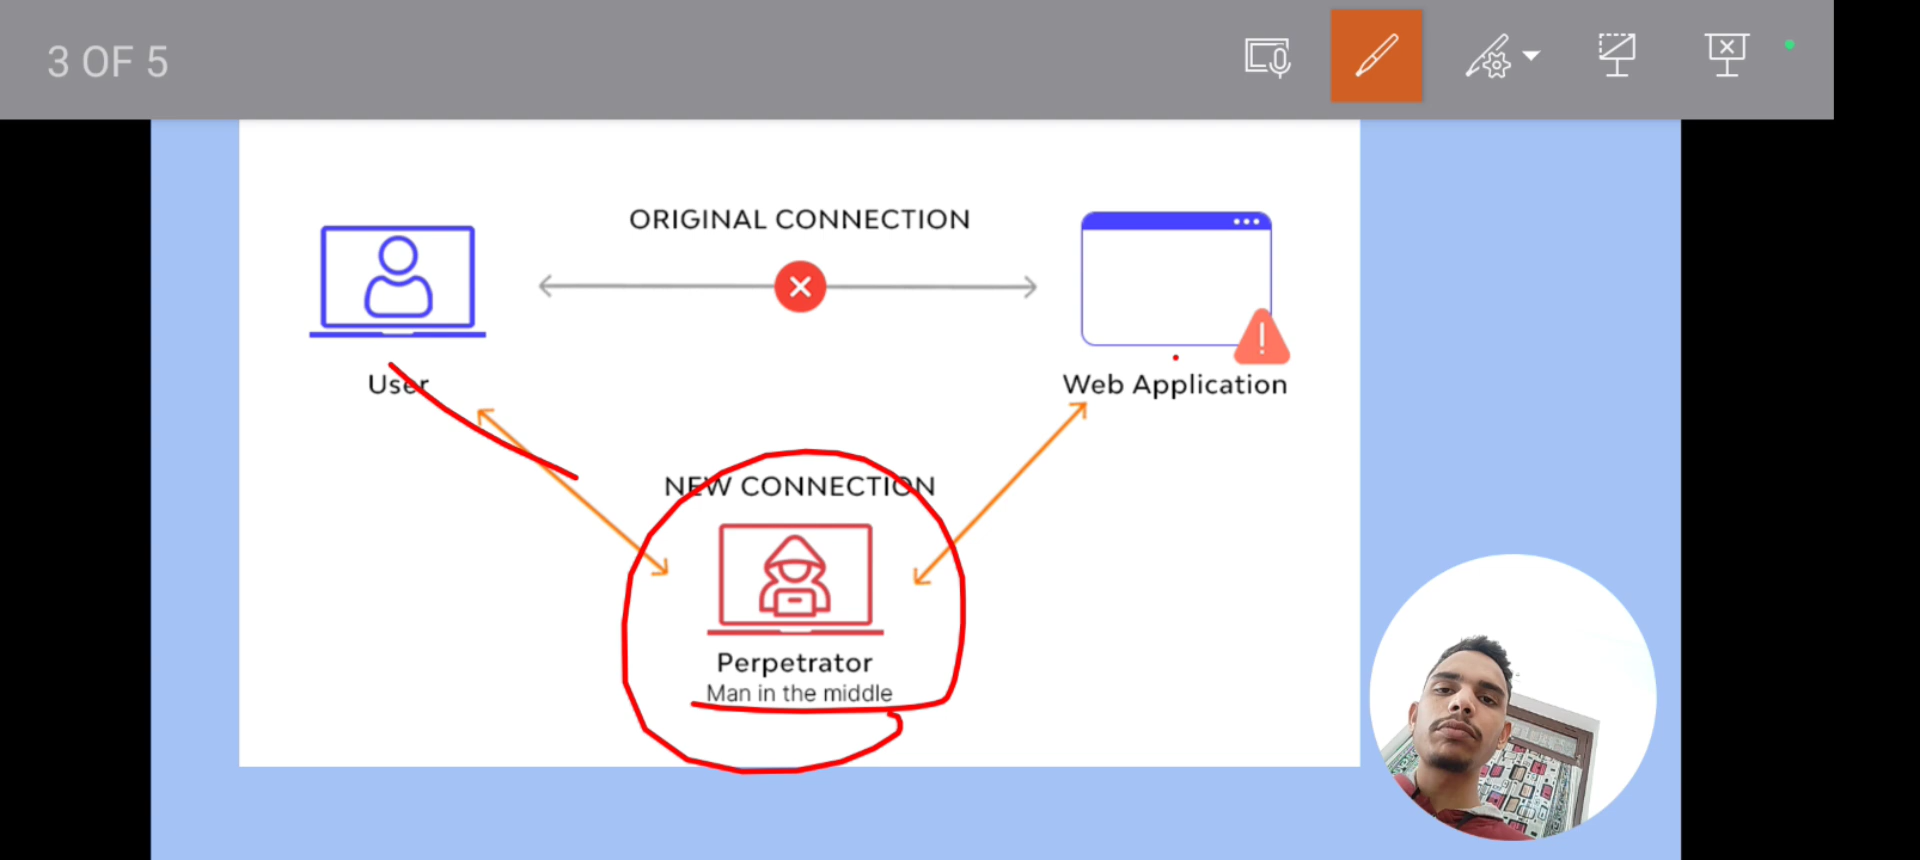 3 OF 5
ORIGINAL CONNECTION
User
Web Application
NEW CONNECTION
Perpetrator
Man in the middle